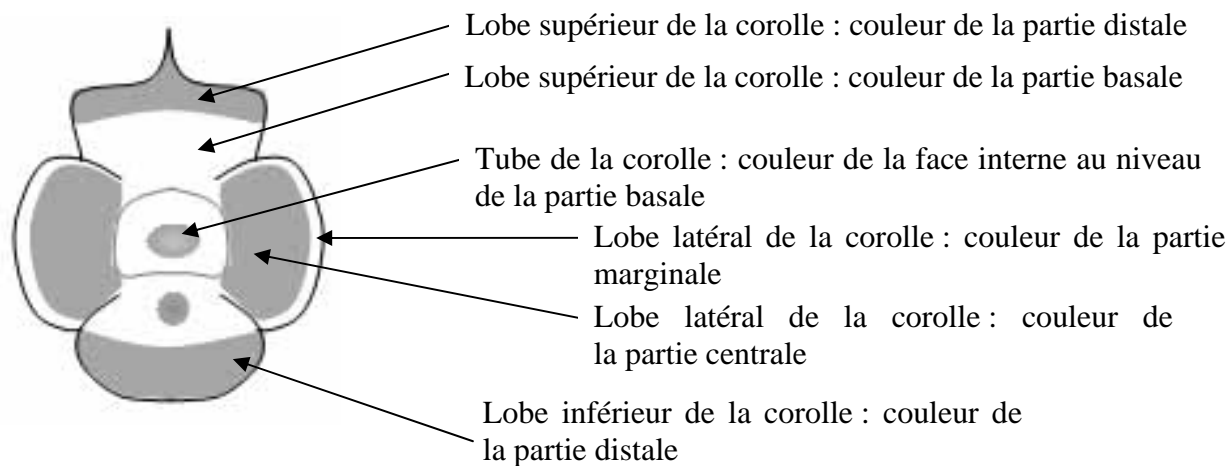 Lobe supérieur de la corolle : couleur de la partie distale
Lobe supérieur de la corolle : couleur de la partie basale
Tube de la corolle : couleur de la face interne au niveau
de la partie basale
Lobe latéral de la corolle : couleur de la partie
marginale
Lobe latéral de la corolle : couleur de
la partie centrale
Lobe inférieur de la corolle : couleur de
la partie distale